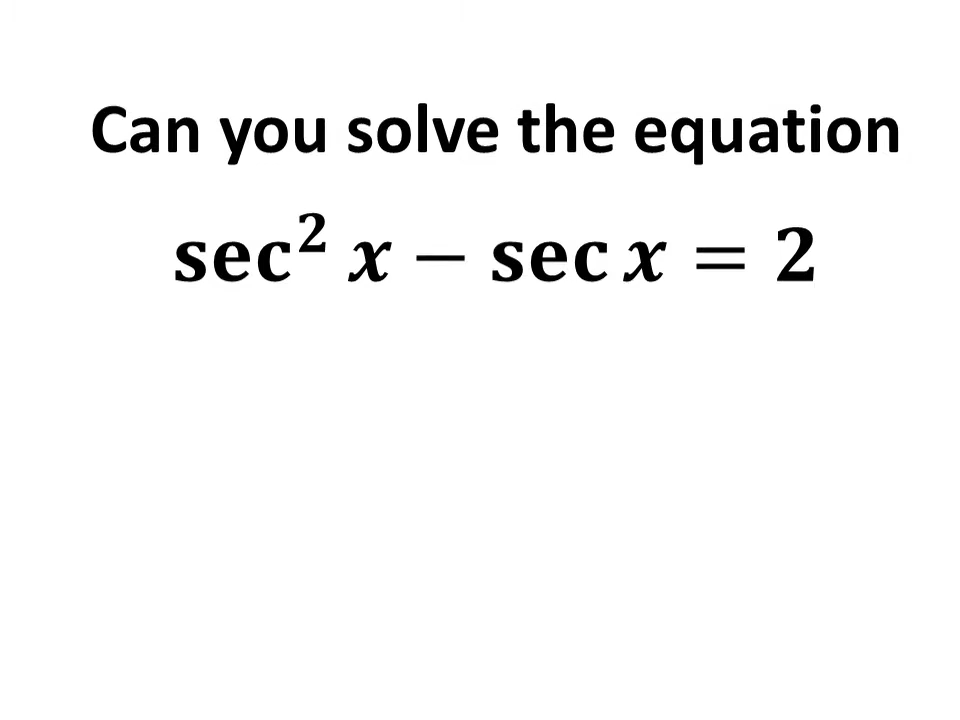 Can you solve the equation
sec² x − sec x = 2